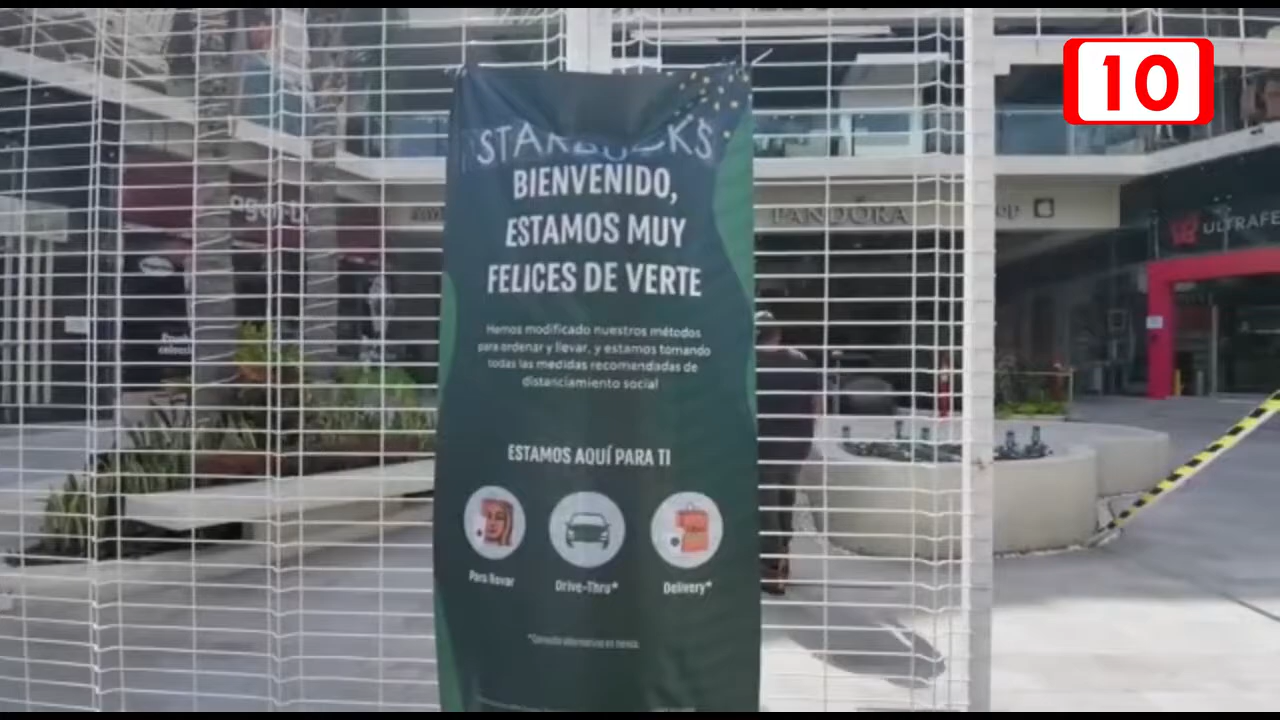 10
STARBUCKS
BIENVENIDO,
ESTAMOS MUY
FELICES DE VERTE
PANDORA
Hemos modificado nuestros métodos
para ordenar y llevar, y estamos tomando
todas las medidas recomendadas de
distanciamiento social
ESTAMOS AQUÍ PARA TI
Para llevar
Drive-Thru*
Delivery*